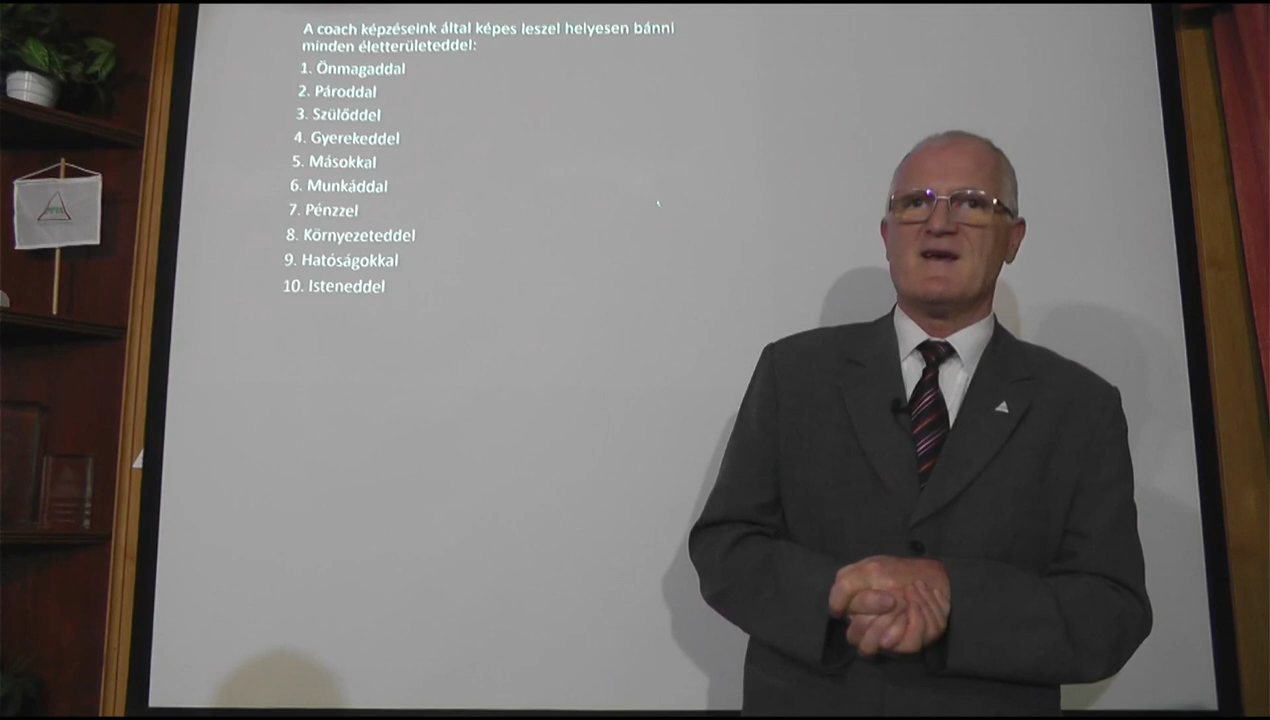 A coach képzéseink által képes leszel helyesen bánni
minden életterületeddel:
1. Önmagaddal
2. Pároddal
3. Szülőddel
4. Gyerekeddel
5. Másokkal
6. Munkáddal
7. Pénzzel
8. Környezeteddel
9. Hatóságokkal
10. Isteneddel